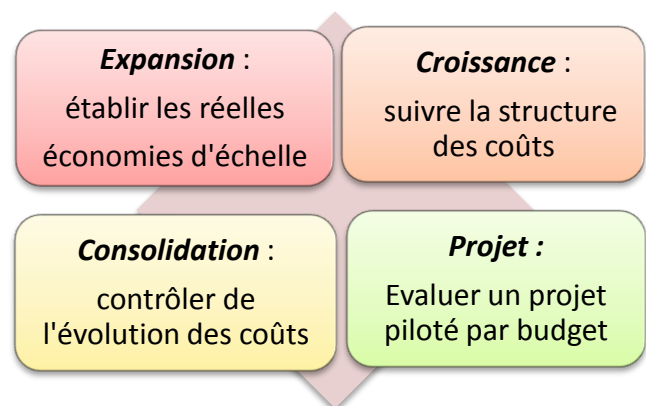 Expansion :
établir les réelles
économies d'échelle
Croissance :
suivre la structure
des coûts
Consolidation :
contrôler de
l'évolution des coûts
Projet :
Evaluer un projet
piloté par budget